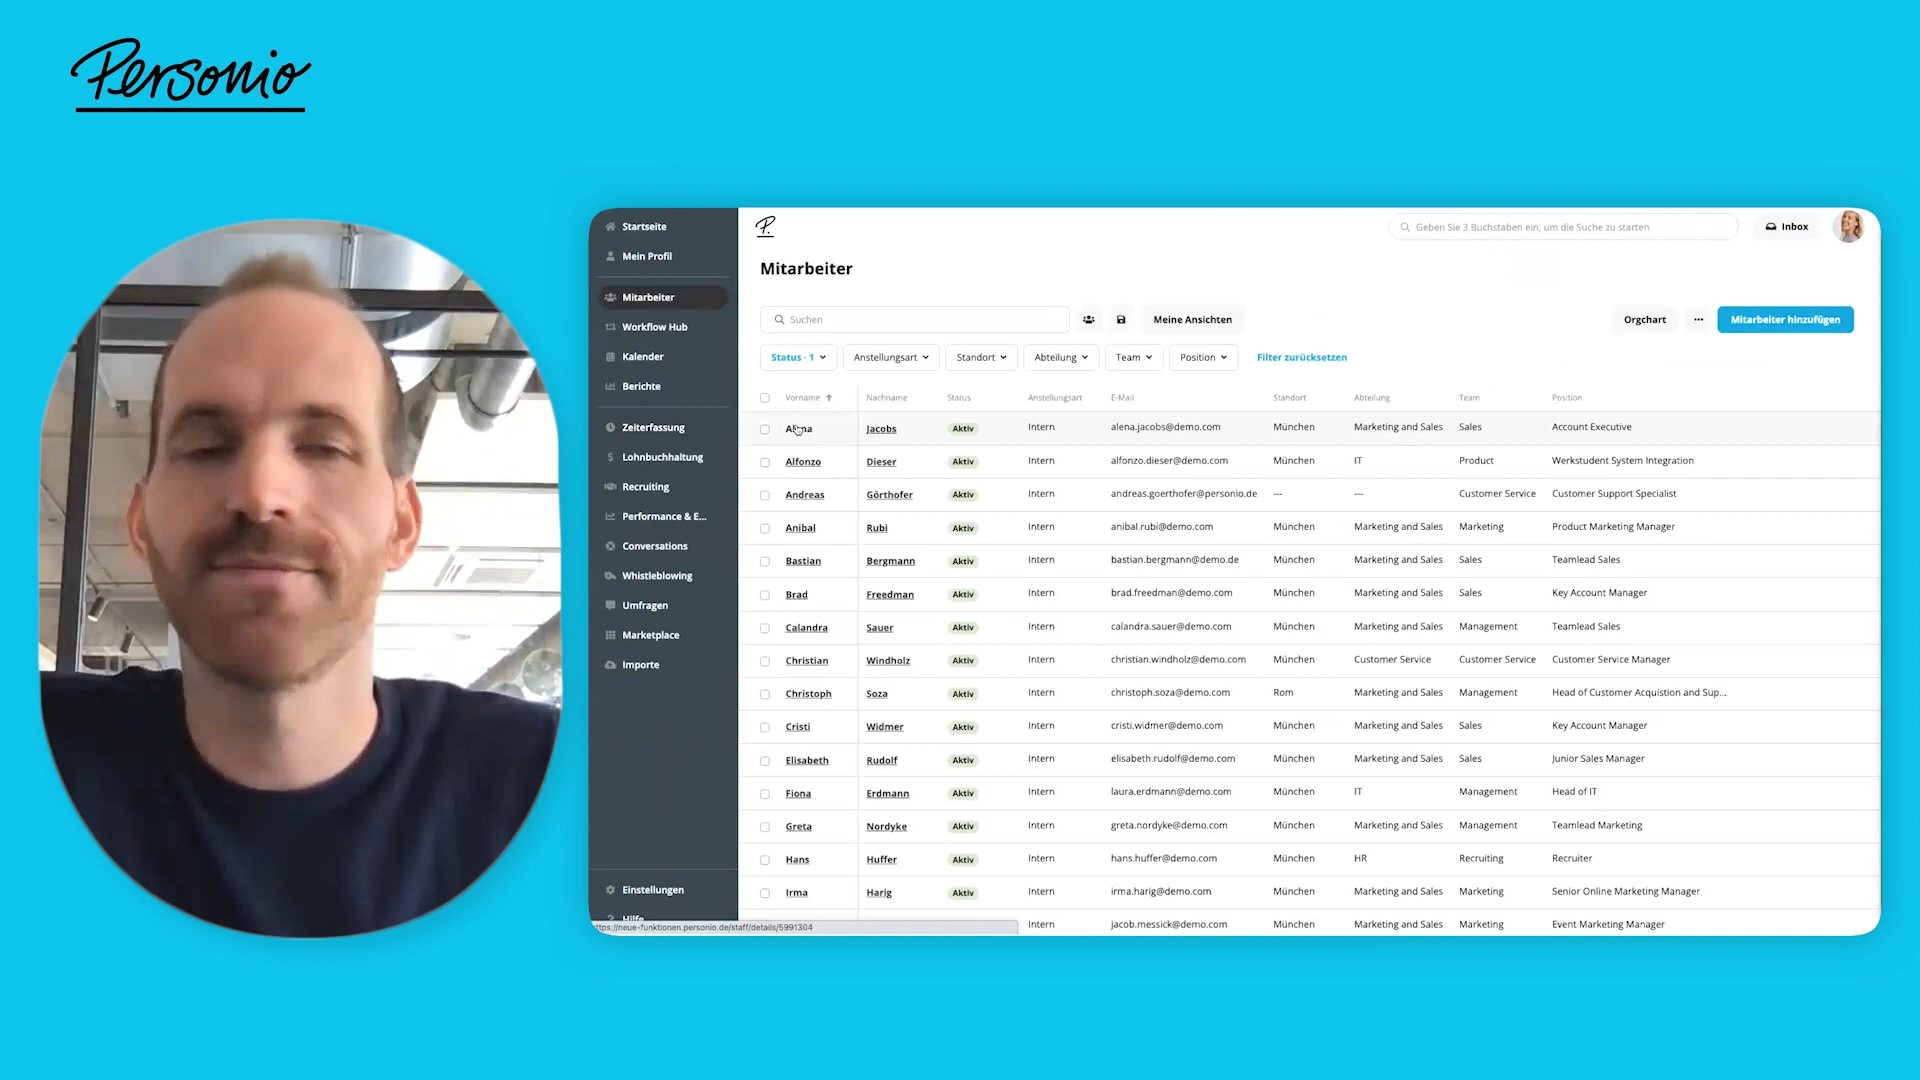 Personio
Startseite
Mein Profil
Mitarbeiter
Workflow Hub
Kalender
Berichte
Zeiterfassung
Lohnbuchhaltung
Recruiting
Performance & E...
Conversations
Whistleblowing
Umfragen
Marketplace
Importe
Einstellungen
Hilfe
P.
Geben Sie 3 Buchstaben ein, um die Suche zu starten
Inbox
Mitarbeiter
Suchen
Meine Ansichten
Orgchart
Mitarbeiter hinzufügen
Status · 1 Anstellungsart Standort Abteilung Team Position Filter zurücksetzen
Vorname Nachname Status Anstellungsart E-Mail Standort Abteilung Team Position
Jacobs Aktiv Intern alena.jacobs@demo.com München Marketing and Sales Sales Account Executive
Alfonzo Dieser Aktiv Intern alfonzo.dieser@demo.com München IT Product Werkstudent System Integration
Andreas Görthofer Aktiv Intern andreas.goerthofer@personio.de --- --- Customer Service Customer Support Specialist
Anibal Rubi Aktiv Intern anibal.rubi@demo.com München Marketing and Sales Marketing Product Marketing Manager
Bastian Bergmann Aktiv Intern bastian.bergmann@demo.de München Marketing and Sales Sales Teamlead Sales
Brad Freedman Aktiv Intern brad.freedman@demo.com München Marketing and Sales Sales Key Account Manager
Calandra Sauer Aktiv Intern calandra.sauer@demo.com München Marketing and Sales Management Teamlead Sales
Christian Windholz Aktiv Intern christian.windholz@demo.com München Customer Service Customer Service Customer Service Manager
Christoph Soza Aktiv Intern christoph.soza@demo.com Rom Marketing and Sales Management Head of Customer Acquistion and Sup...
Cristi Widmer Aktiv Intern cristi.widmer@demo.com München Marketing and Sales Sales Key Account Manager
Elisabeth Rudolf Aktiv Intern elisabeth.rudolf@demo.com München Marketing and Sales Sales Junior Sales Manager
Fiona Erdmann Aktiv Intern laura.erdmann@demo.com München IT Management Head of IT
Greta Nordyke Aktiv Intern greta.nordyke@demo.com München Marketing and Sales Management Teamlead Marketing
Hans Huffer Aktiv Intern hans.huffer@demo.com München HR Recruiting Recruiter
Irma Harig Aktiv Intern irma.harig@demo.com München Marketing and Sales Marketing Senior Online Marketing Manager
Intern jacob.messick@demo.com München Marketing and Sales Marketing Event Marketing Manager
ttps://neue-funktionen.personio.de/staff/details/5991304